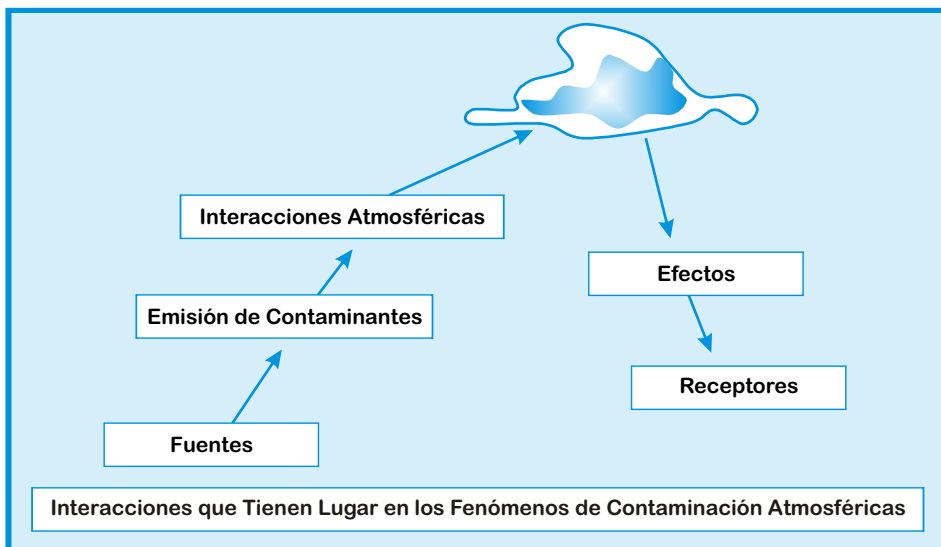 Interacciones Atmosféricas
Efectos
Emisión de Contaminantes
Receptores
Fuentes
Interacciones que Tienen Lugar en los Fenómenos de Contaminación Atmosféricas